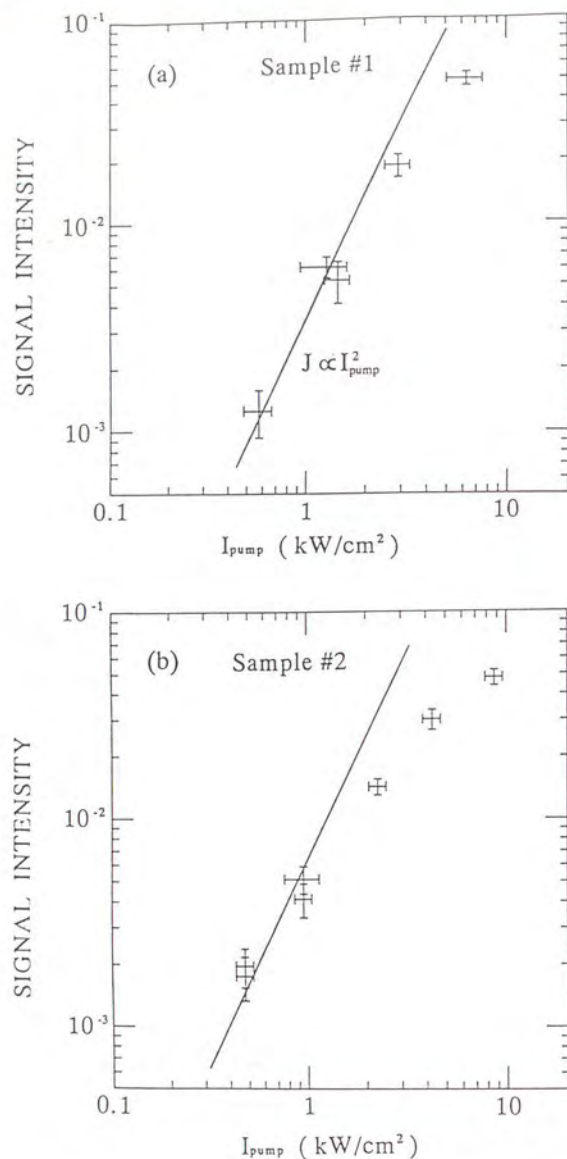 10⁻¹
(a)
Sample #1
SIGNAL INTENSITY
10⁻²
J ∝ I²pump
10⁻³
0.1
1
10
Ipump ( kW/cm² )
10⁻¹
(b)
Sample #2
SIGNAL INTENSITY
10⁻²
10⁻³
0.1
1
10
Ipump ( kW/cm² )